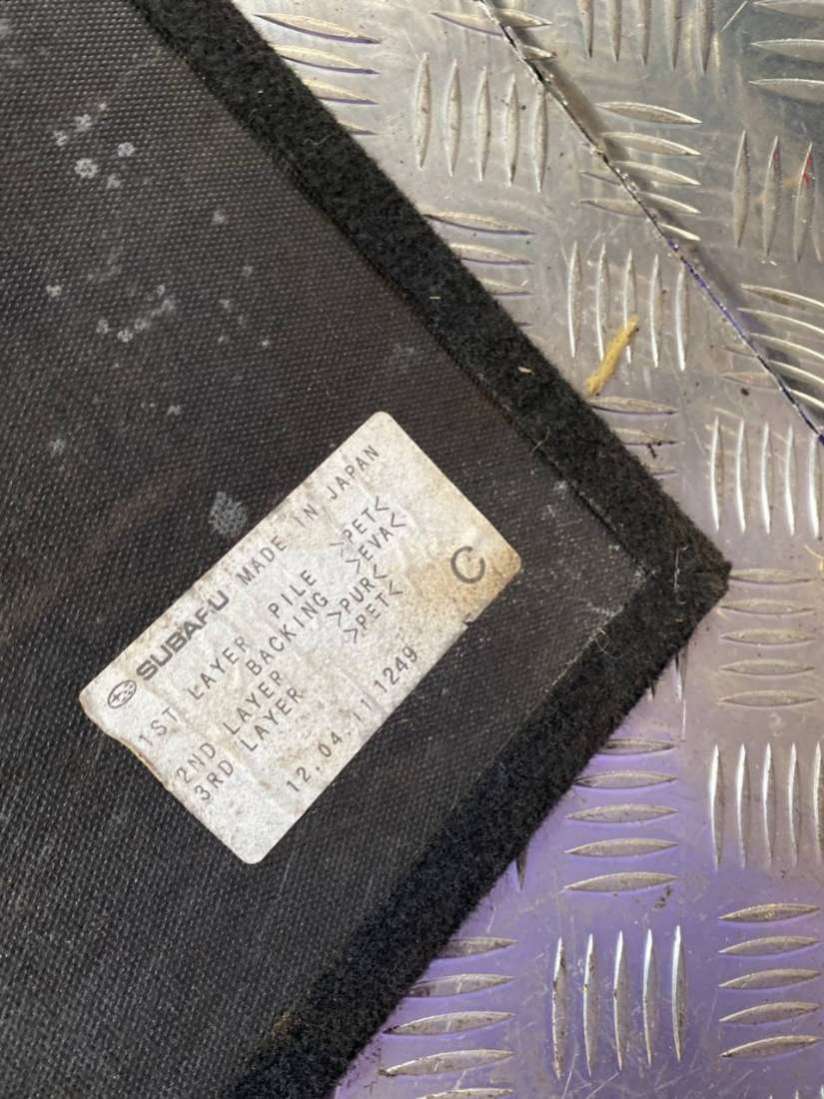 SUBARU MADE IN JAPAN
1ST LAYER PILE >PET<
BACKING >EVA<
2ND LAYER >PUR<
3RD LAYER >PET<
12.04.11 1249
C